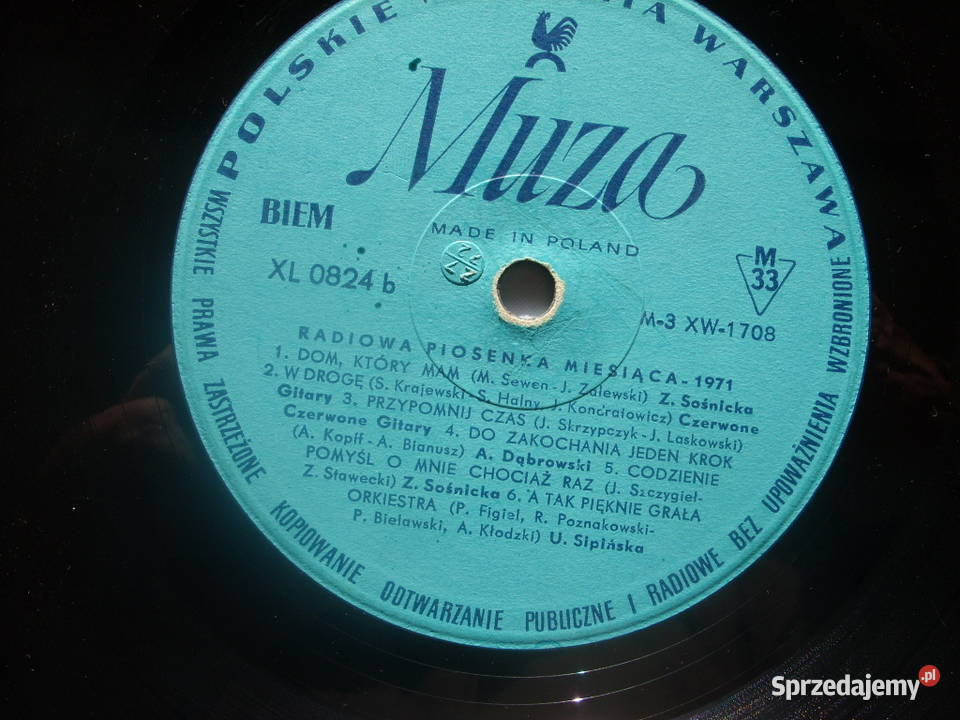 POLSKIE NIA WARSZAWA
Muza
BIEM
MADE IN POLAND
XL 0824 b
M
33
M-3 XW-1708
RADIOWA PIOSENKA MIESIĄCA - 1971
1. DOM, KTÓRY MAM (M. Sewen-J. Zalewski) Z. Sośnicka
2. W DROGĘ (S. Krajewski-S. Halny, J. Kondratowicz) Czerwone
Gitary 3. PRZYPOMNIJ CZAS (J. Skrzypczyk-J. Laskowski)
Czerwone Gitary 4. DO ZAKOCHANIA JEDEN KROK
(A. Kopff-A. Bianusz) A. Dąbrowski 5. CODZIENIE
POMYŚL O MNIE CHOCIAŻ RAZ (J. Szczygieł-
Z. Sławecki) Z. Sośnicka 6. A TAK PIĘKNIE GRAŁA
ORKIESTRA (P. Figiel, R. Poznakowski-
P. Bielawski, A. Kłodzki) U. Sipińska
WSZYSTKIE PRAWA ZASTRZEŻONE KOPIOWANIE ODTWARZANIE PUBLICZNE I RADIOWE BEZ UPOWAŻNIENIA WZBRONIONE
Sprzedajemy.pl